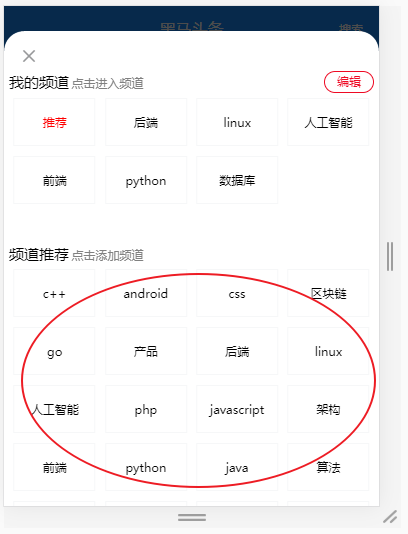 黑马头条 搜索
我的频道 点击进入频道 编辑
推荐 后端 linux 人工智能
前端 python 数据库
频道推荐 点击添加频道
c++ android css 区块链
go 产品 后端 linux
人工智能 php javascript 架构
前端 python java 算法